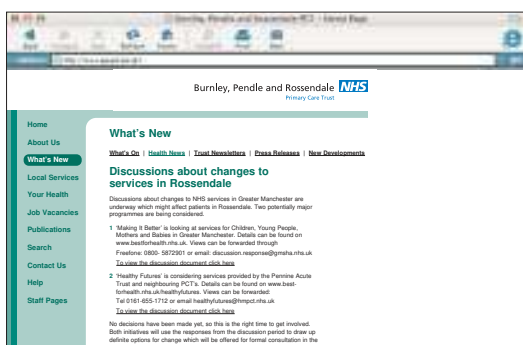 Burnley, Pendle and Rossendale NHS
Primary Care Trust
Home
About Us
What's New
Local Services
Your Health
Job Vacancies
Publications
Search
Contact Us
Help
Staff Pages
What's New
What's On | Health News | Trust Newsletters | Press Releases | New Developments
Discussions about changes to
services in Rossendale
Discussions about changes to NHS services in Greater Manchester are
underway which might affect patients in Rossendale. Two potentially major
programmes are being considered.
1 'Making It Better' is looking at services for Children, Young People,
Mothers and Babies in Greater Manchester. Details can be found on
www.bestforhealth.nhs.uk. Views can be forwarded through
Freefone: 0800- 5872901 or email: discussion.response@gmsha.nhs.uk
To view the discussion document click here
2 'Healthy Futures' is considering services provided by the Pennine Acute
Trust and neighbouring PCT's. Details can be found on www.best-
forhealth.nhs.uk/healthyfutures. Views can be forwarded:
Tel 0161-655-1712 or email healthyfutures@hmpct.nhs.uk
To view the discussion document click here
No decisions have been made yet, so this is the right time to get involved.
Both initiatives will use the responses from the discussion period to draw up
definite options for change which will be offered for formal consultation in the